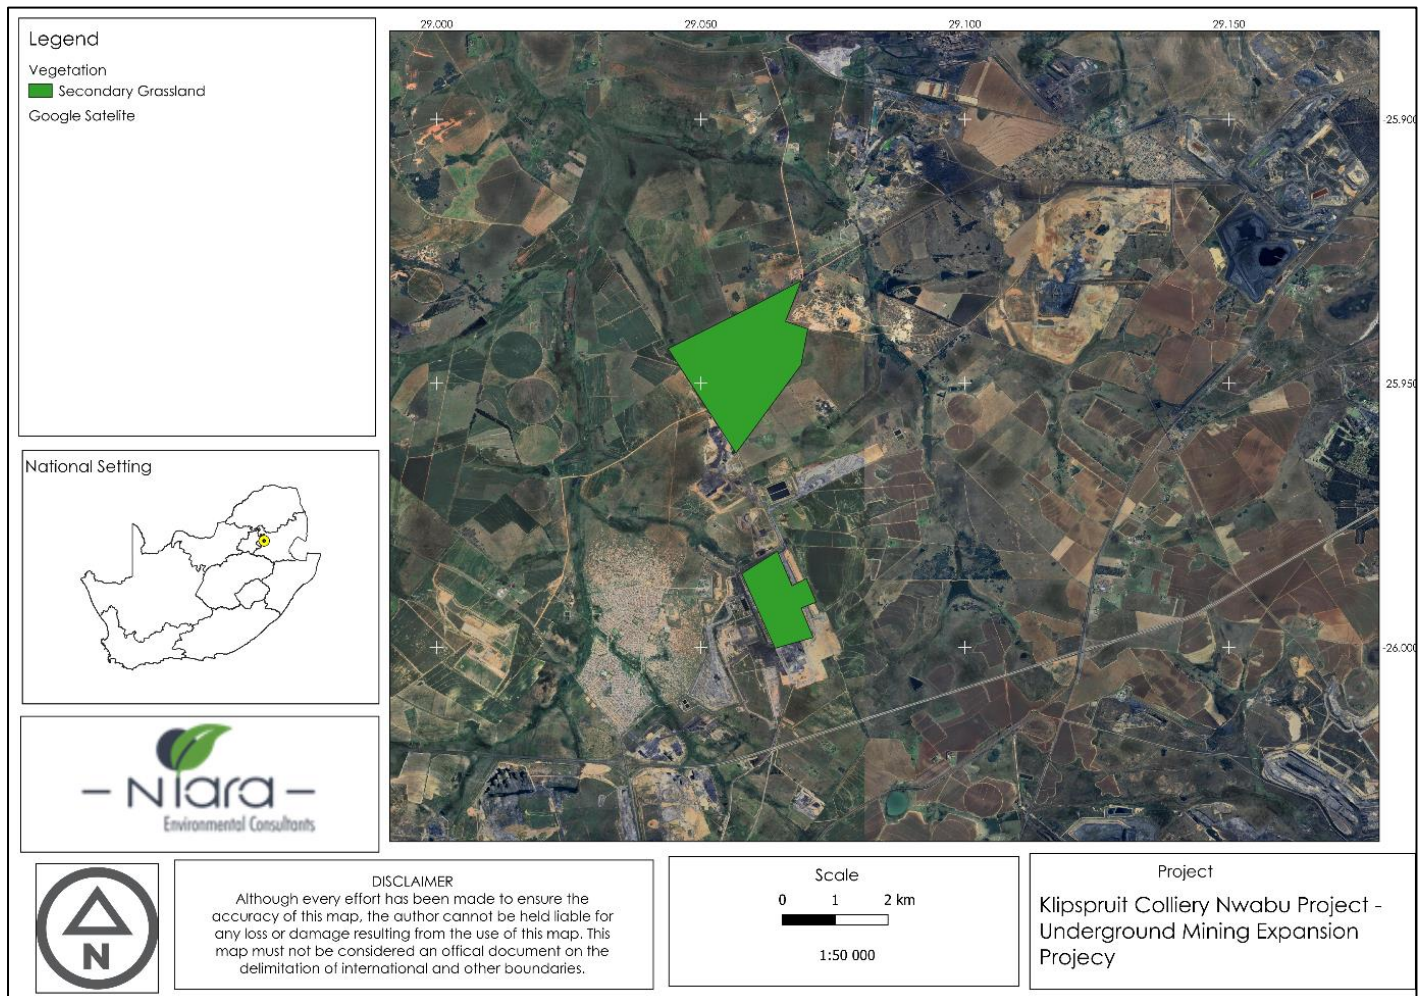 Legend
Vegetation
Secondary Grassland
Google Satelite
29.000
29.050
29.100
29.150
-25.900
25.950
-26.000
National Setting
– NIara –
Environmental Consultants
N
DISCLAIMER
Although every effort has been made to ensure the
accuracy of this map, the author cannot be held liable for
any loss or damage resulting from the use of this map. This
map must not be considered an offical document on the
delimitation of international and other boundaries.
Scale
0 1 2 km
1:50 000
Project
Klipspruit Colliery Nwabu Project -
Underground Mining Expansion
Projecy